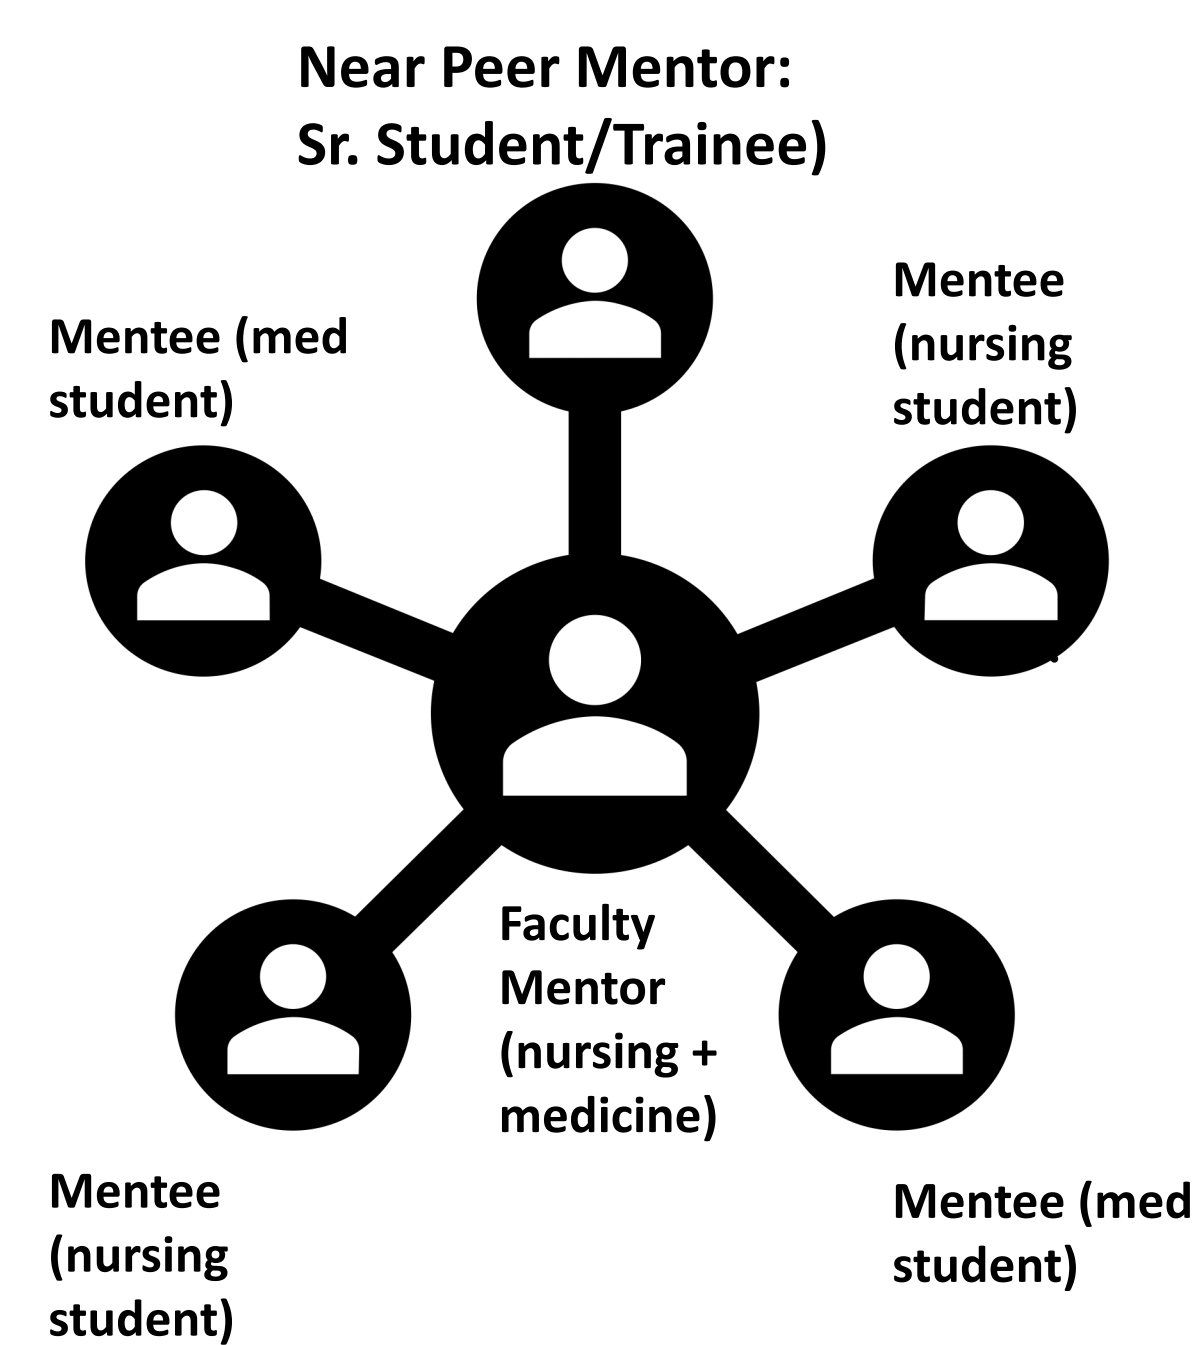 Near Peer Mentor:
Sr. Student/Trainee)
Mentee (med
student)
Mentee
(nursing
student)
Faculty
Mentor
(nursing +
medicine)
Mentee
(nursing
student)
Mentee (med
student)